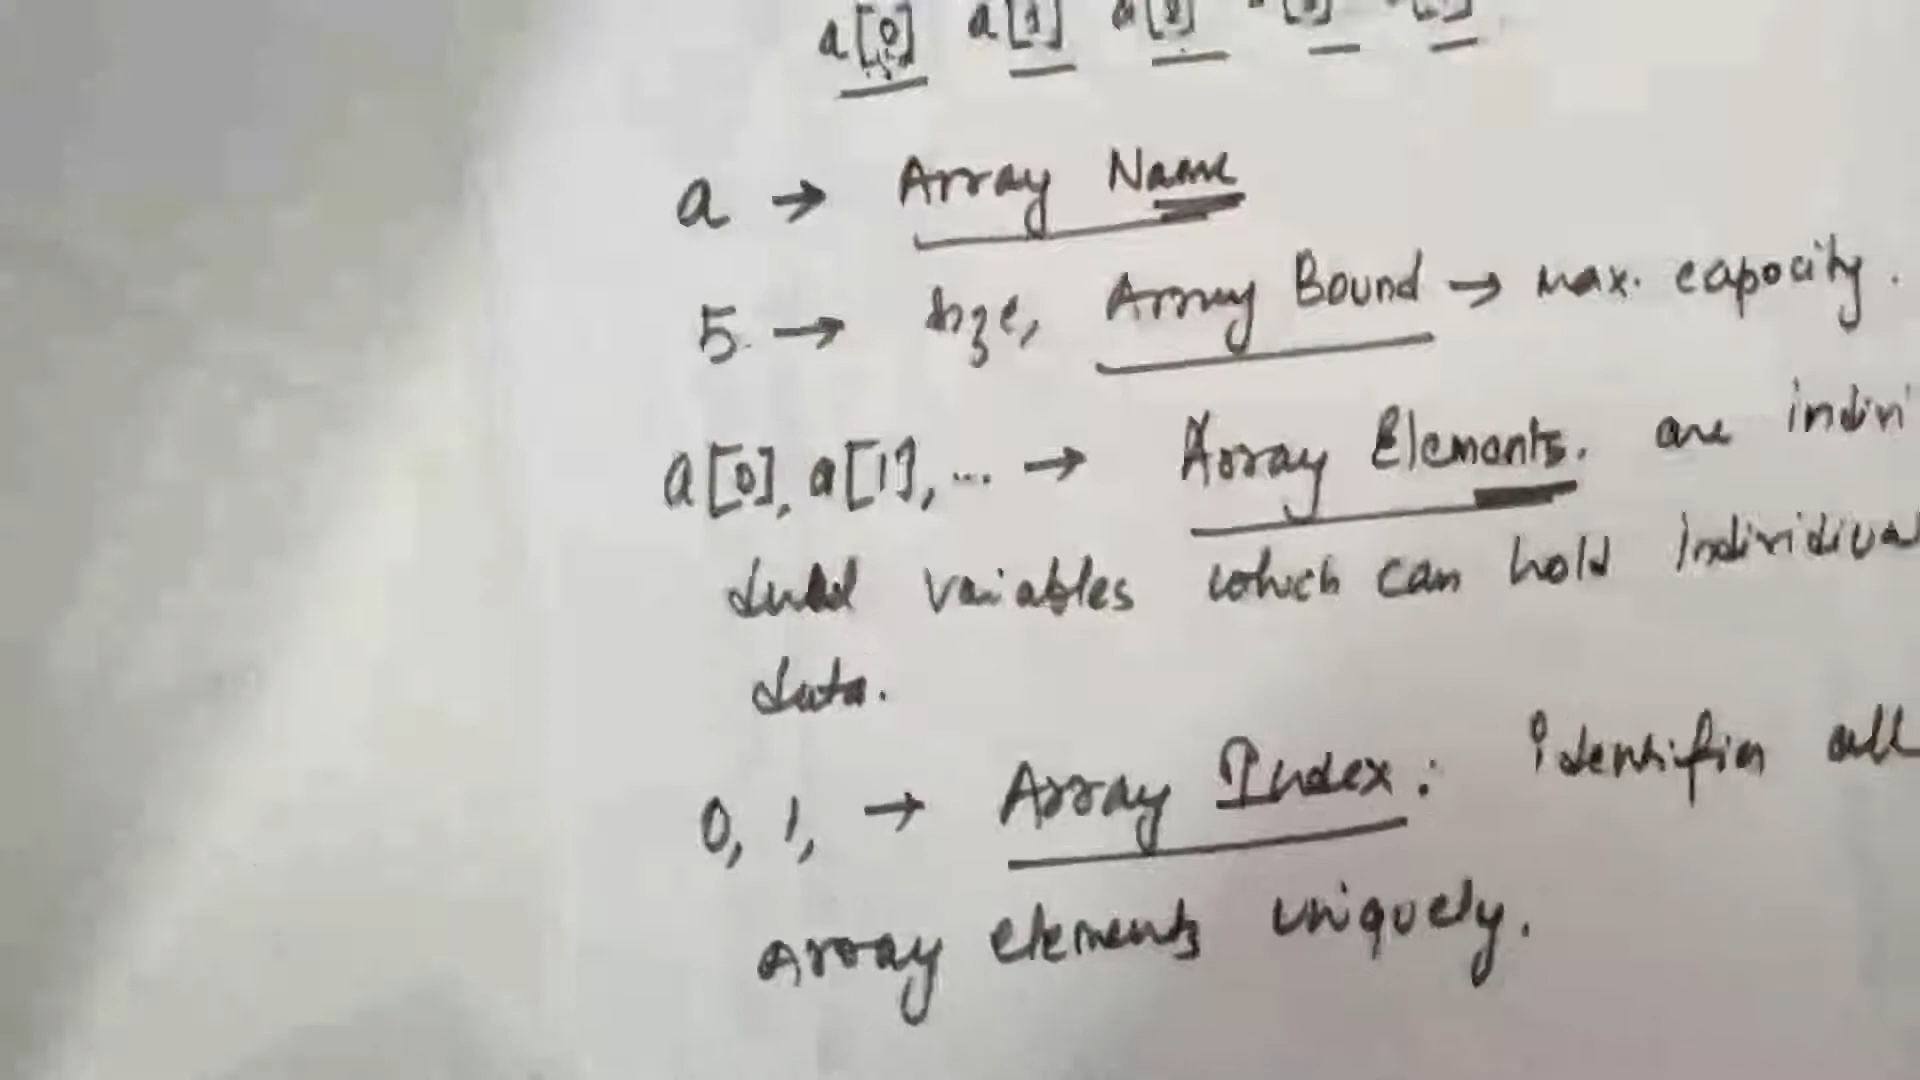 a[0] a[1] a[2]
a → Array Name
5 → size, Array Bound → max. capacity.
a[0], a[1], ... → Array Elements. are indivi
dual variables which can hold Individual
data.
0, 1, → Array Index: identifies all
array elements uniquely.